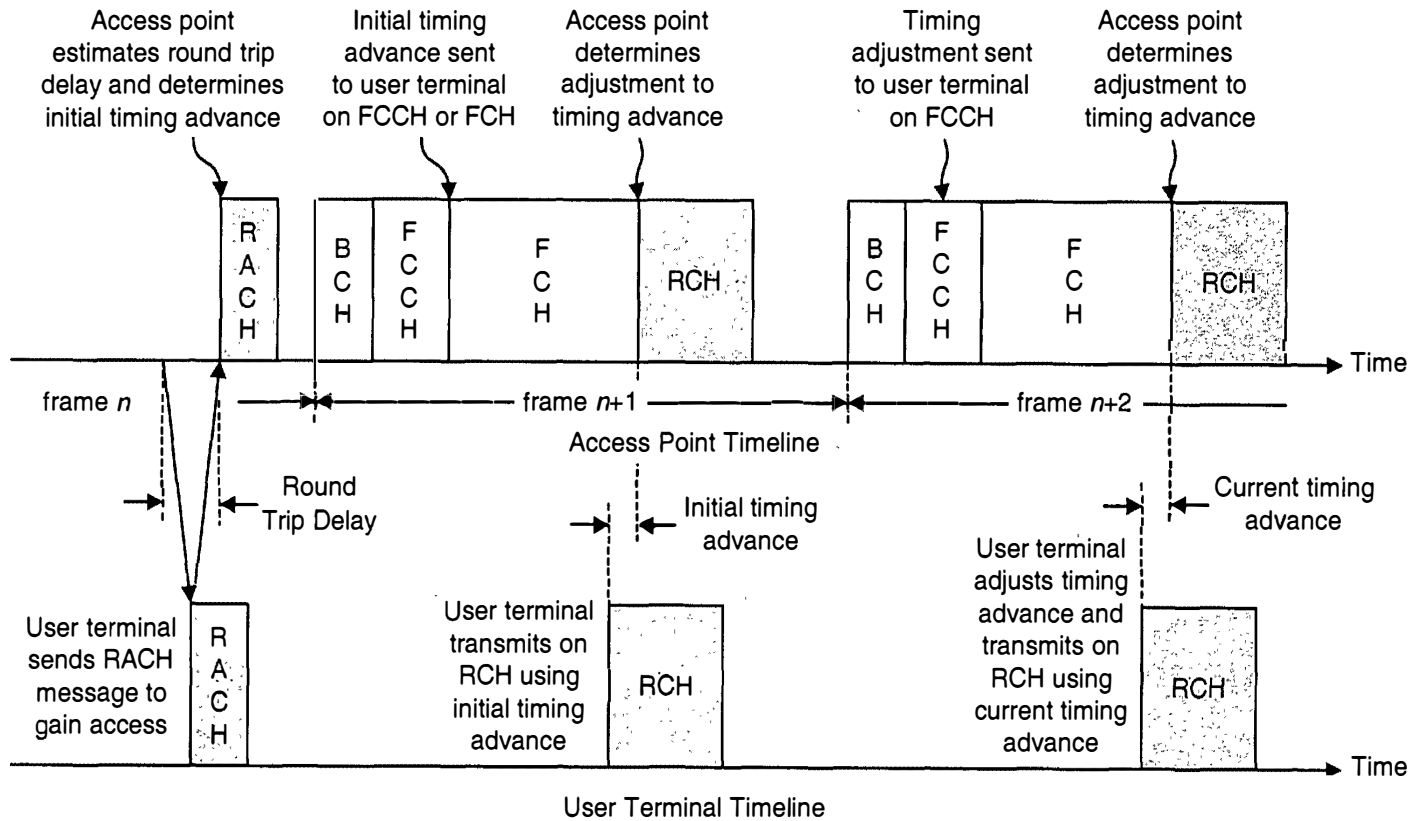 Access point
estimates round trip
delay and determines
initial timing advance
Initial timing
advance sent
to user terminal
on FCCH or FCH
Access point
determines
adjustment to
timing advance
Timing
adjustment sent
to user terminal
on FCCH
Access point
determines
adjustment to
timing advance
R
A
C
H
B
C
H
F
C
C
H
F
C
H
RCH
B
C
H
F
C
C
H
F
C
H
RCH
Time
frame n
frame n+1
frame n+2
Access Point Timeline
Round
Trip Delay
Initial timing
advance
Current timing
advance
User terminal
sends RACH
message to
gain access
R
A
C
H
User terminal
transmits on
RCH using
initial timing
advance
RCH
User terminal
adjusts timing
advance and
transmits on
RCH using
current timing
advance
RCH
Time
User Terminal Timeline